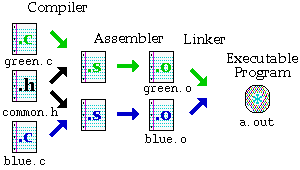 Compiler
Assembler
Linker
Executable
Program
.c
green.c
.h
common.h
.c
blue.c
.s
.s
.o
green.o
.o
blue.o
a.out